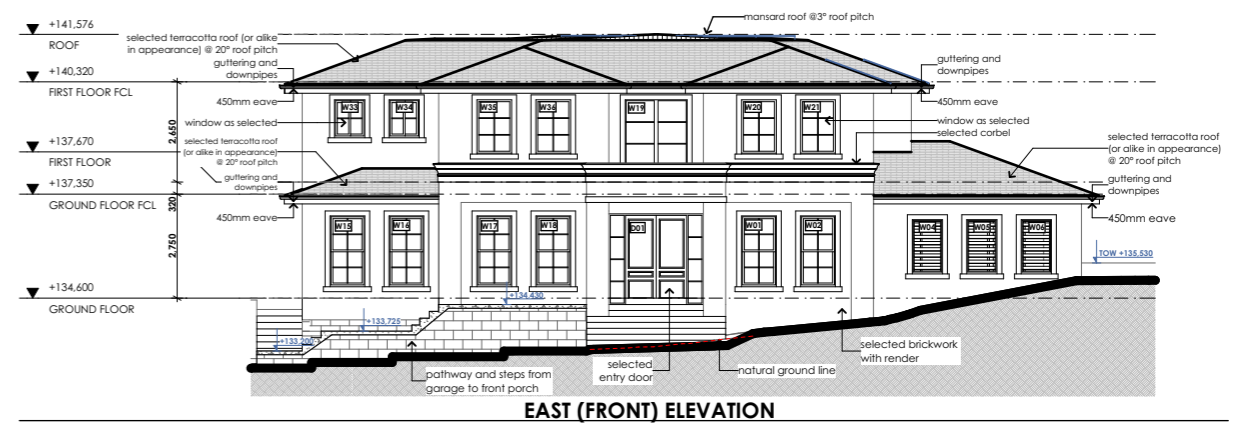 mansard roof @3° roof pitch
+141,576
ROOF
selected terracotta roof (or alike
in appearance) @ 20° roof pitch
guttering and
downpipes
guttering and
downpipes
+140,320
FIRST FLOOR FCL
450mm eave
450mm eave
W33
W34
W35
W36
W19
W20
W21
window as selected
window as selected
selected corbel
2,650
selected terracotta roof
(or alike in appearance)
@ 20° roof pitch
selected terracotta roof
(or alike in appearance)
@ 20° roof pitch
+137,670
FIRST FLOOR
guttering and
downpipes
guttering and
downpipes
+137,350
GROUND FLOOR FCL
320
450mm eave
450mm eave
W15
W16
W17
W18
D01
W01
W02
W04
W05
W06
2,750
TOW +135,530
+134,600
GROUND FLOOR
+134,430
+133,725
+133,200
selected brickwork
with render
selected
entry door
natural ground line
pathway and steps from
garage to front porch
EAST (FRONT) ELEVATION